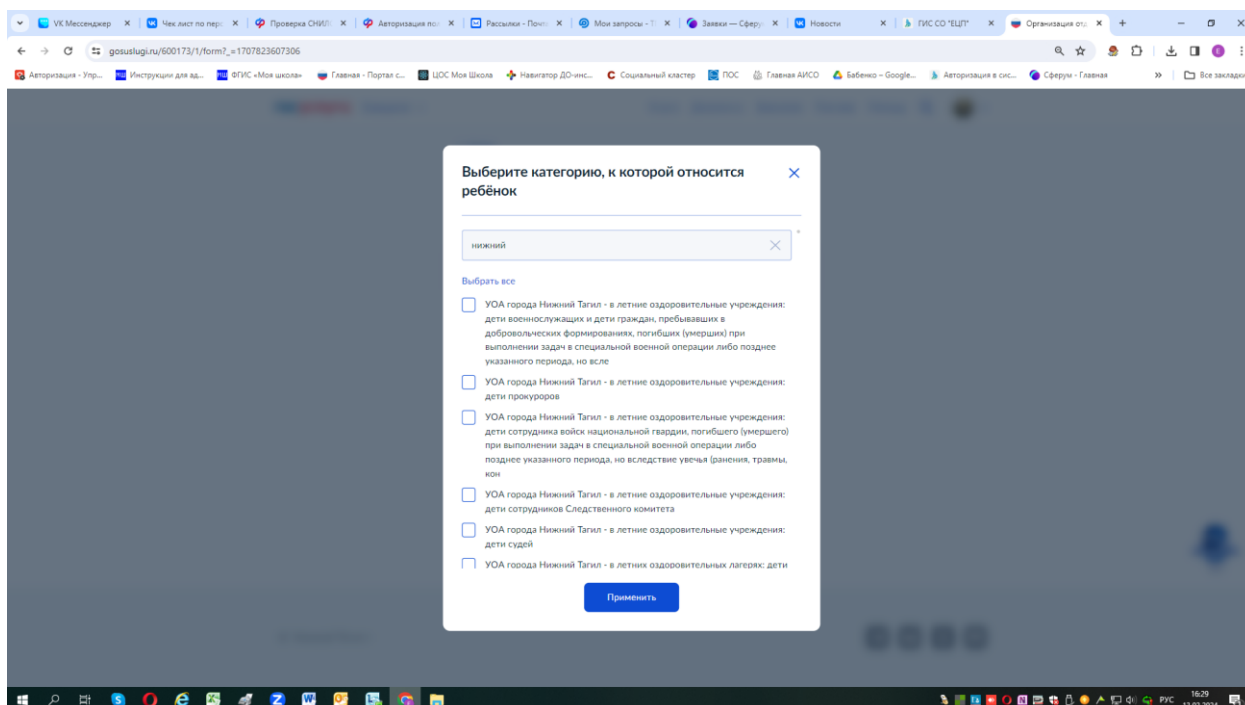 VK Мессенджер
Чек лист по перс
Проверка СНИЛ
Авторизация пол
Рассылки - Почт
Мои запросы - П
Заявки — Сферу
Новости
ГИС СО "ЕЦП"
Организация отд
gosuslugi.ru/600173/1/form?_=1707823607306
Авторизация - Упр...
Инструкции для ад...
ФГИС «Моя школа»
Главная - Портал с...
ЦОС Моя Школа
Навигатор ДО-инс...
Социальный кластер
ПОС
Главная АИСО
Бабенко – Google...
Авторизация в сис...
Сферум - Главная
Все закладки
Выберите категорию, к которой относится
ребёнок
нижний
*
Выбрать все
УОА города Нижний Тагил - в летние оздоровительные учреждения:
дети военнослужащих и дети граждан, пребывавших в
добровольческих формированиях, погибших (умерших) при
выполнении задач в специальной военной операции либо позднее
указанного периода, но всле
УОА города Нижний Тагил - в летние оздоровительные учреждения:
дети прокуроров
УОА города Нижний Тагил - в летние оздоровительные учреждения:
дети сотрудника войск национальной гвардии, погибшего (умершего)
при выполнении задач в специальной военной операции либо
позднее указанного периода, но вследствие увечья (ранения, травмы,
кон
УОА города Нижний Тагил - в летние оздоровительные учреждения:
дети сотрудников Следственного комитета
УОА города Нижний Тагил - в летние оздоровительные учреждения:
дети судей
УОА города Нижний Тагил - в летних оздоровительных лагерях: дети
Применить
РУС
16:29
13.02.2024